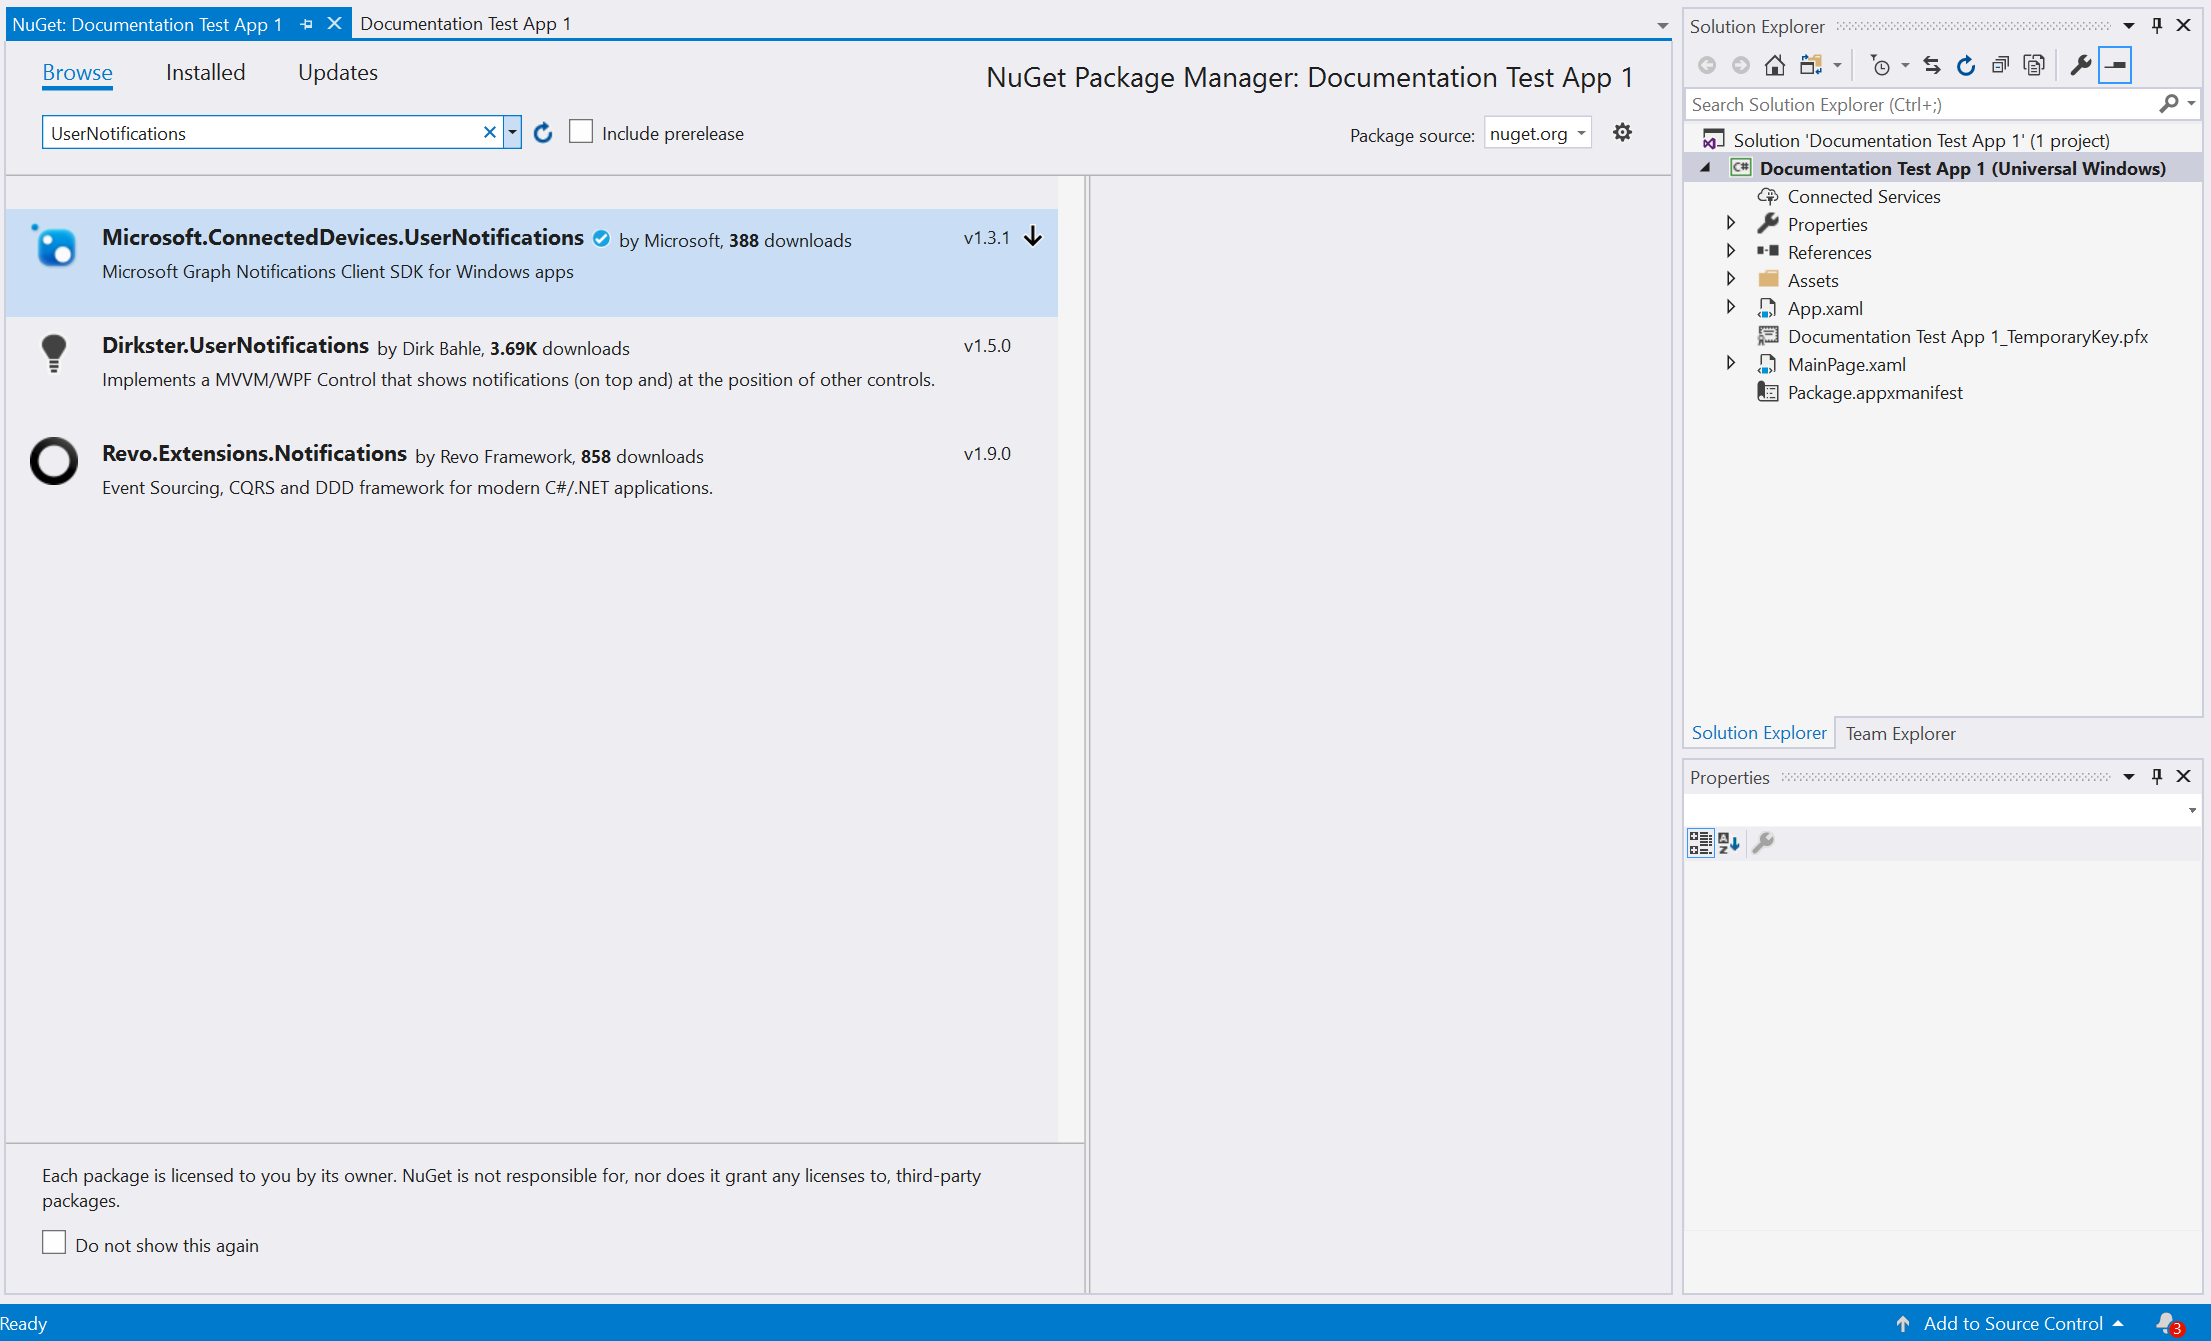 NuGet: Documentation Test App 1
Documentation Test App 1
Browse
Installed
Updates
NuGet Package Manager: Documentation Test App 1
UserNotifications
Include prerelease
Package source:
nuget.org
Microsoft.ConnectedDevices.UserNotifications by Microsoft, 388 downloads
v1.3.1
Microsoft Graph Notifications Client SDK for Windows apps
Dirkster.UserNotifications by Dirk Bahle, 3.69K downloads
v1.5.0
Implements a MVVM/WPF Control that shows notifications (on top and) at the position of other controls.
Revo.Extensions.Notifications by Revo Framework, 858 downloads
v1.9.0
Event Sourcing, CQRS and DDD framework for modern C#/.NET applications.
Each package is licensed to you by its owner. NuGet is not responsible for, nor does it grant any licenses to, third-party
packages.
Do not show this again
Solution Explorer
Search Solution Explorer (Ctrl+;)
Solution 'Documentation Test App 1' (1 project)
C# Documentation Test App 1 (Universal Windows)
Connected Services
Properties
References
Assets
App.xaml
Documentation Test App 1_TemporaryKey.pfx
MainPage.xaml
Package.appxmanifest
Solution Explorer
Team Explorer
Properties
A
Z
Ready
Add to Source Control
3